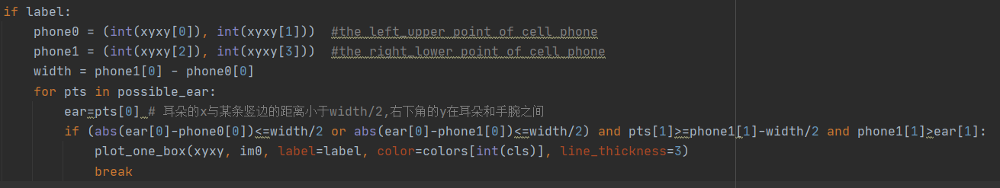 if label:
    phone0 = (int(xyxy[0]), int(xyxy[1]))  #the left_upper point of cell phone
    phone1 = (int(xyxy[2]), int(xyxy[3]))  #the right_lower point of cell phone
    width = phone1[0] - phone0[0]
    for pts in possible_ear:
        ear=pts[0] # 耳朵的x与某条竖边的距离小于width/2,右下角的y在耳朵和手腕之间
        if (abs(ear[0]-phone0[0])<=width/2 or abs(ear[0]-phone1[0])<=width/2) and pts[1]>=phone1[1]-width/2 and phone1[1]>ear[1]:
            plot_one_box(xyxy, im0, label=label, color=colors[int(cls)], line_thickness=3)
            break